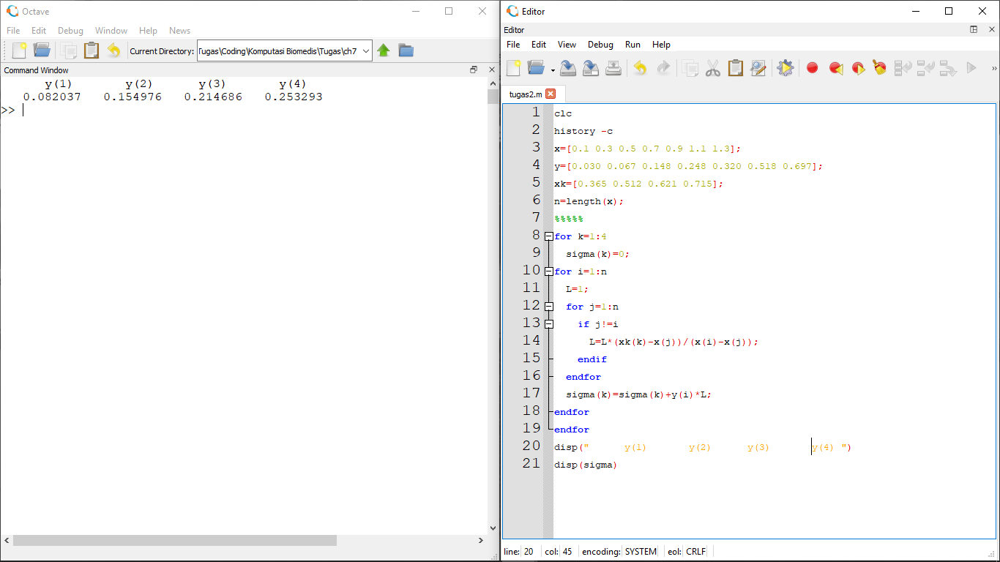 Octave
File Edit Debug Window Help News
Current Directory: Tugas\Coding\Komputasi Biomedis\Tugas\ch7
Command Window
y(1) y(2) y(3) y(4)
0.082037 0.154976 0.214686 0.253293
>>
Editor
Editor
File Edit View Debug Run Help
»
tugas2.m
1 clc
2 history -c
3 x=[0.1 0.3 0.5 0.7 0.9 1.1 1.3];
4 y=[0.030 0.067 0.148 0.248 0.320 0.518 0.697];
5 xk=[0.365 0.512 0.621 0.715];
6 n=length(x);
7 %%%%%
8 for k=1:4
9 sigma(k)=0;
10 for i=1:n
11 L=1;
12 for j=1:n
13 if j!=i
14 L=L*(xk(k)-x(j))/(x(i)-x(j));
15 endif
16 endfor
17 sigma(k)=sigma(k)+y(i)*L;
18 endfor
19 endfor
20 disp("      y(1)       y(2)      y(3)       y(4) ")
21 disp(sigma)
line: 20 col: 45 encoding: SYSTEM eol: CRLF